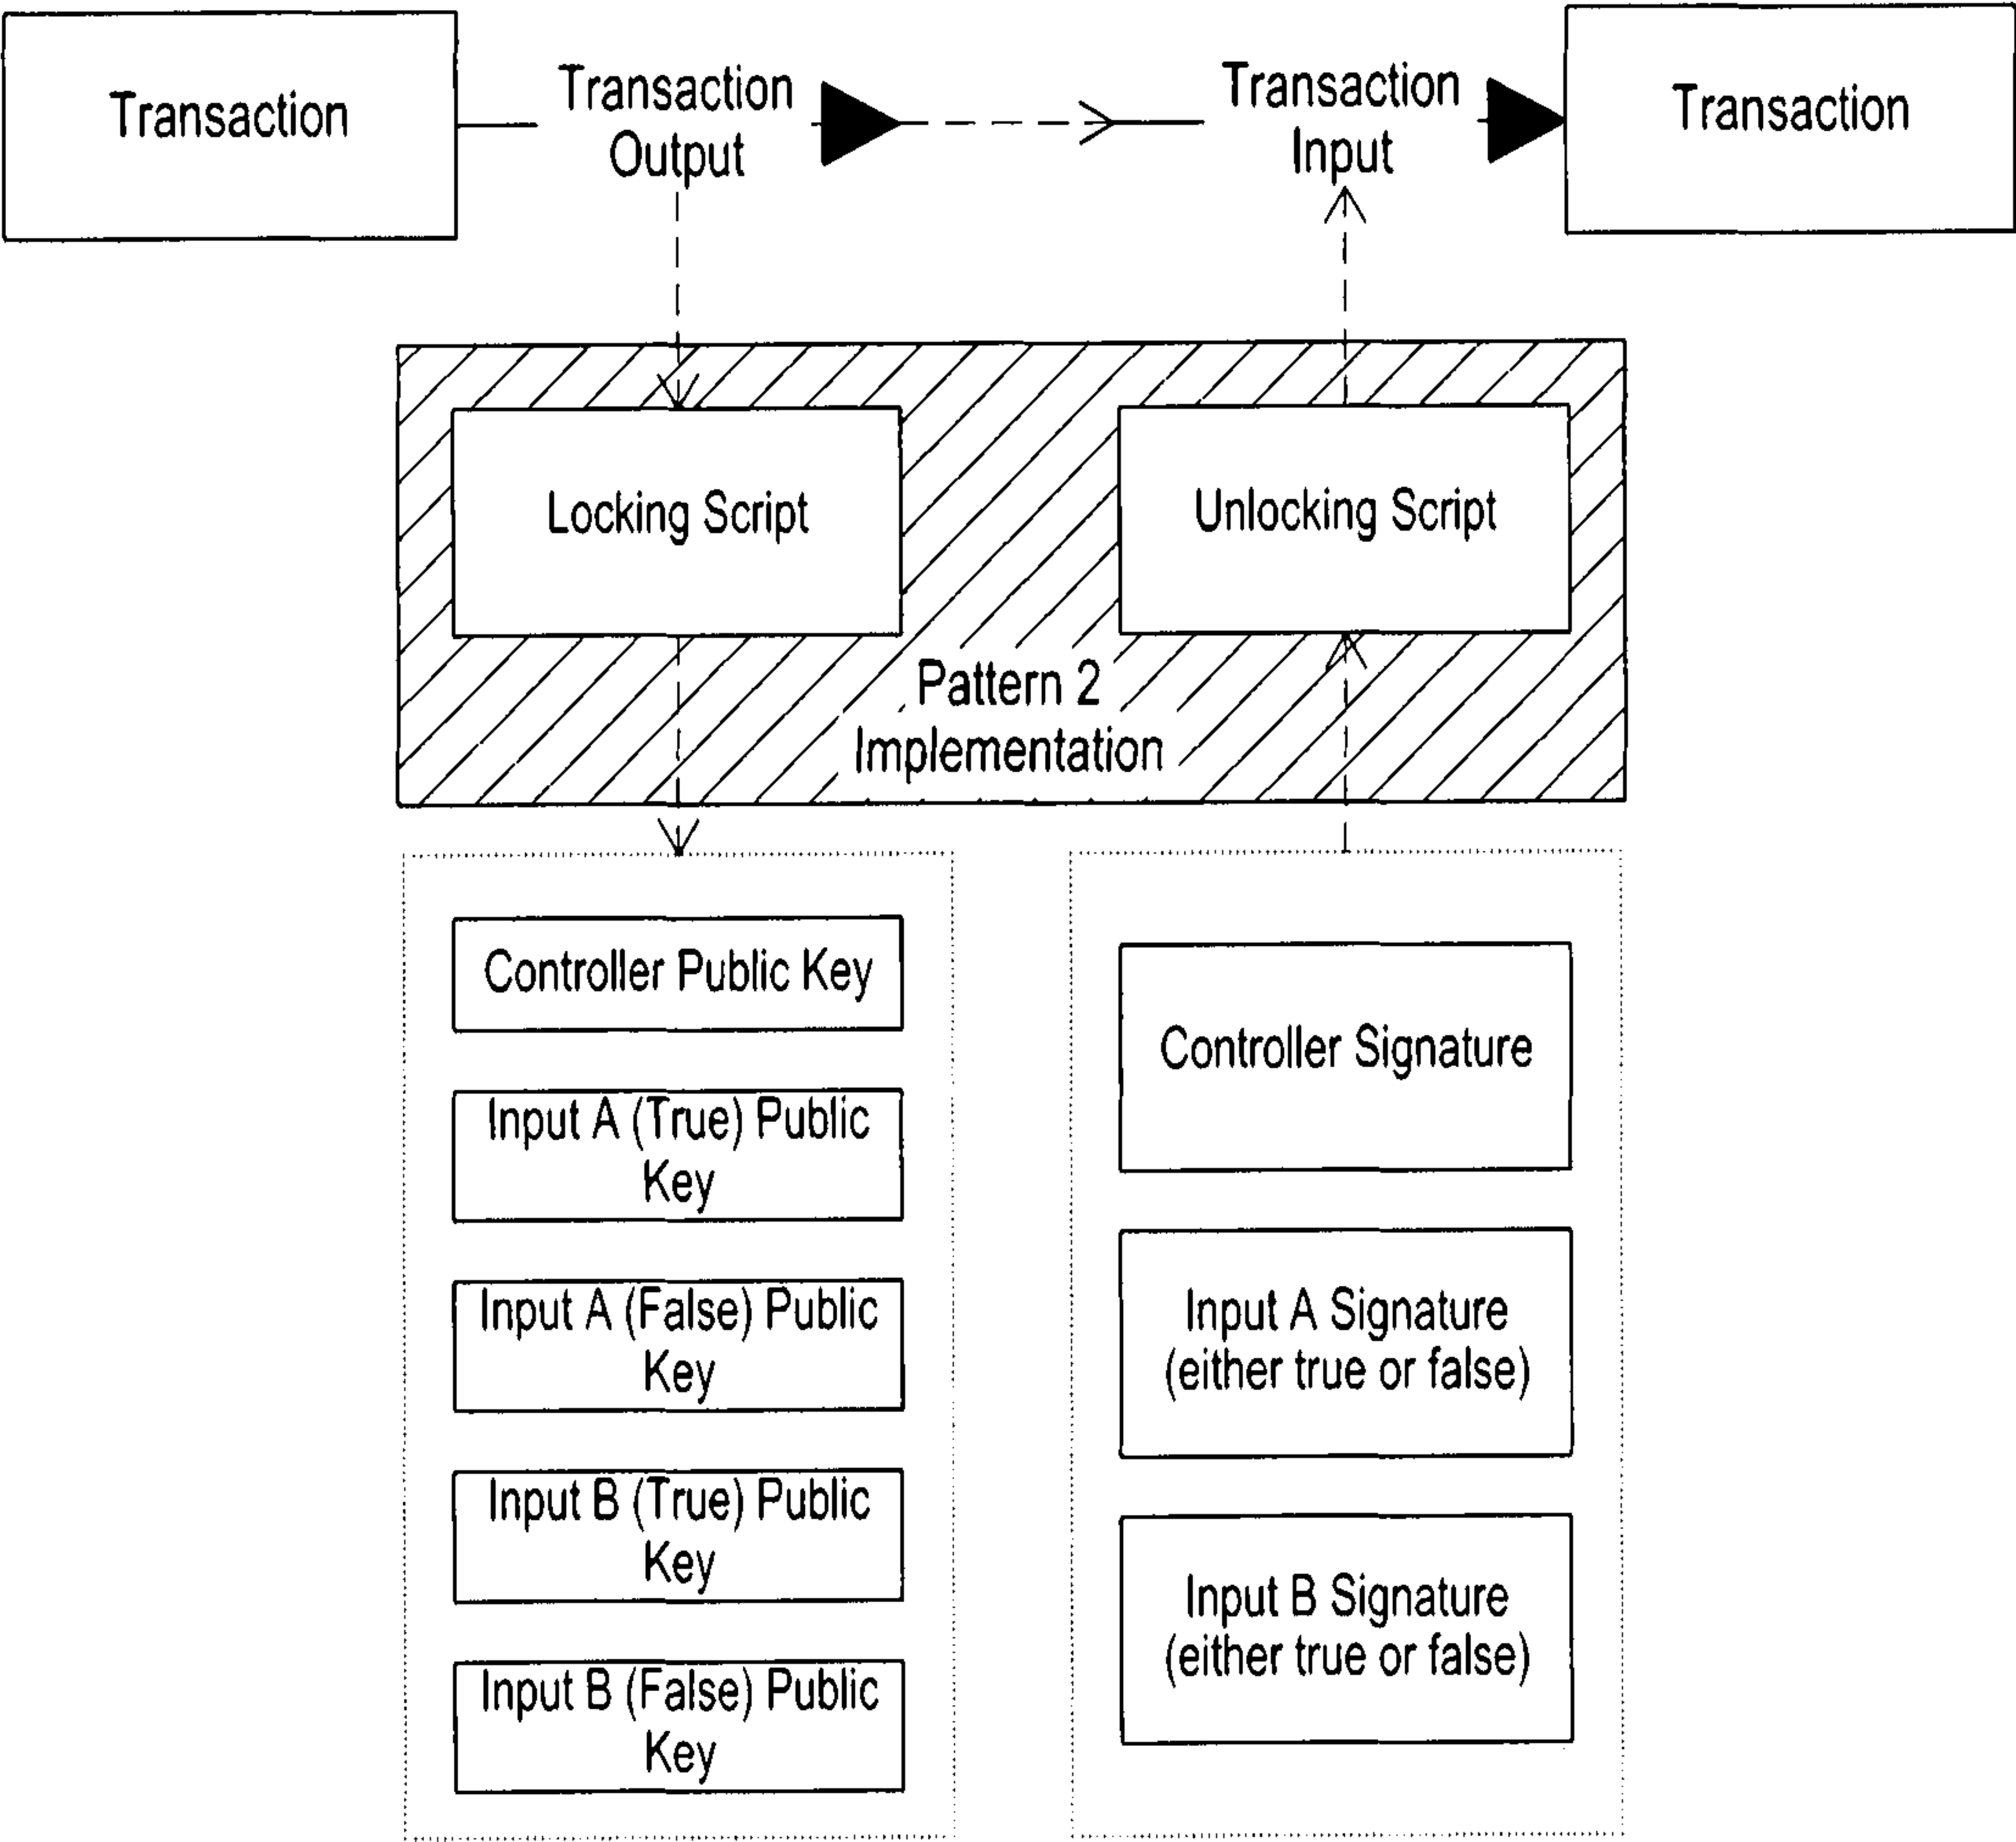 Transaction
Transaction
Output
Transaction
Input
Transaction
Locking Script
Unlocking Script
Pattern 2
Implementation
Controller Public Key
Input A (True) Public
Key
Input A (False) Public
Key
Input B (True) Public
Key
Input B (False) Public
Key
Controller Signature
Input A Signature
(either true or false)
Input B Signature
(either true or false)